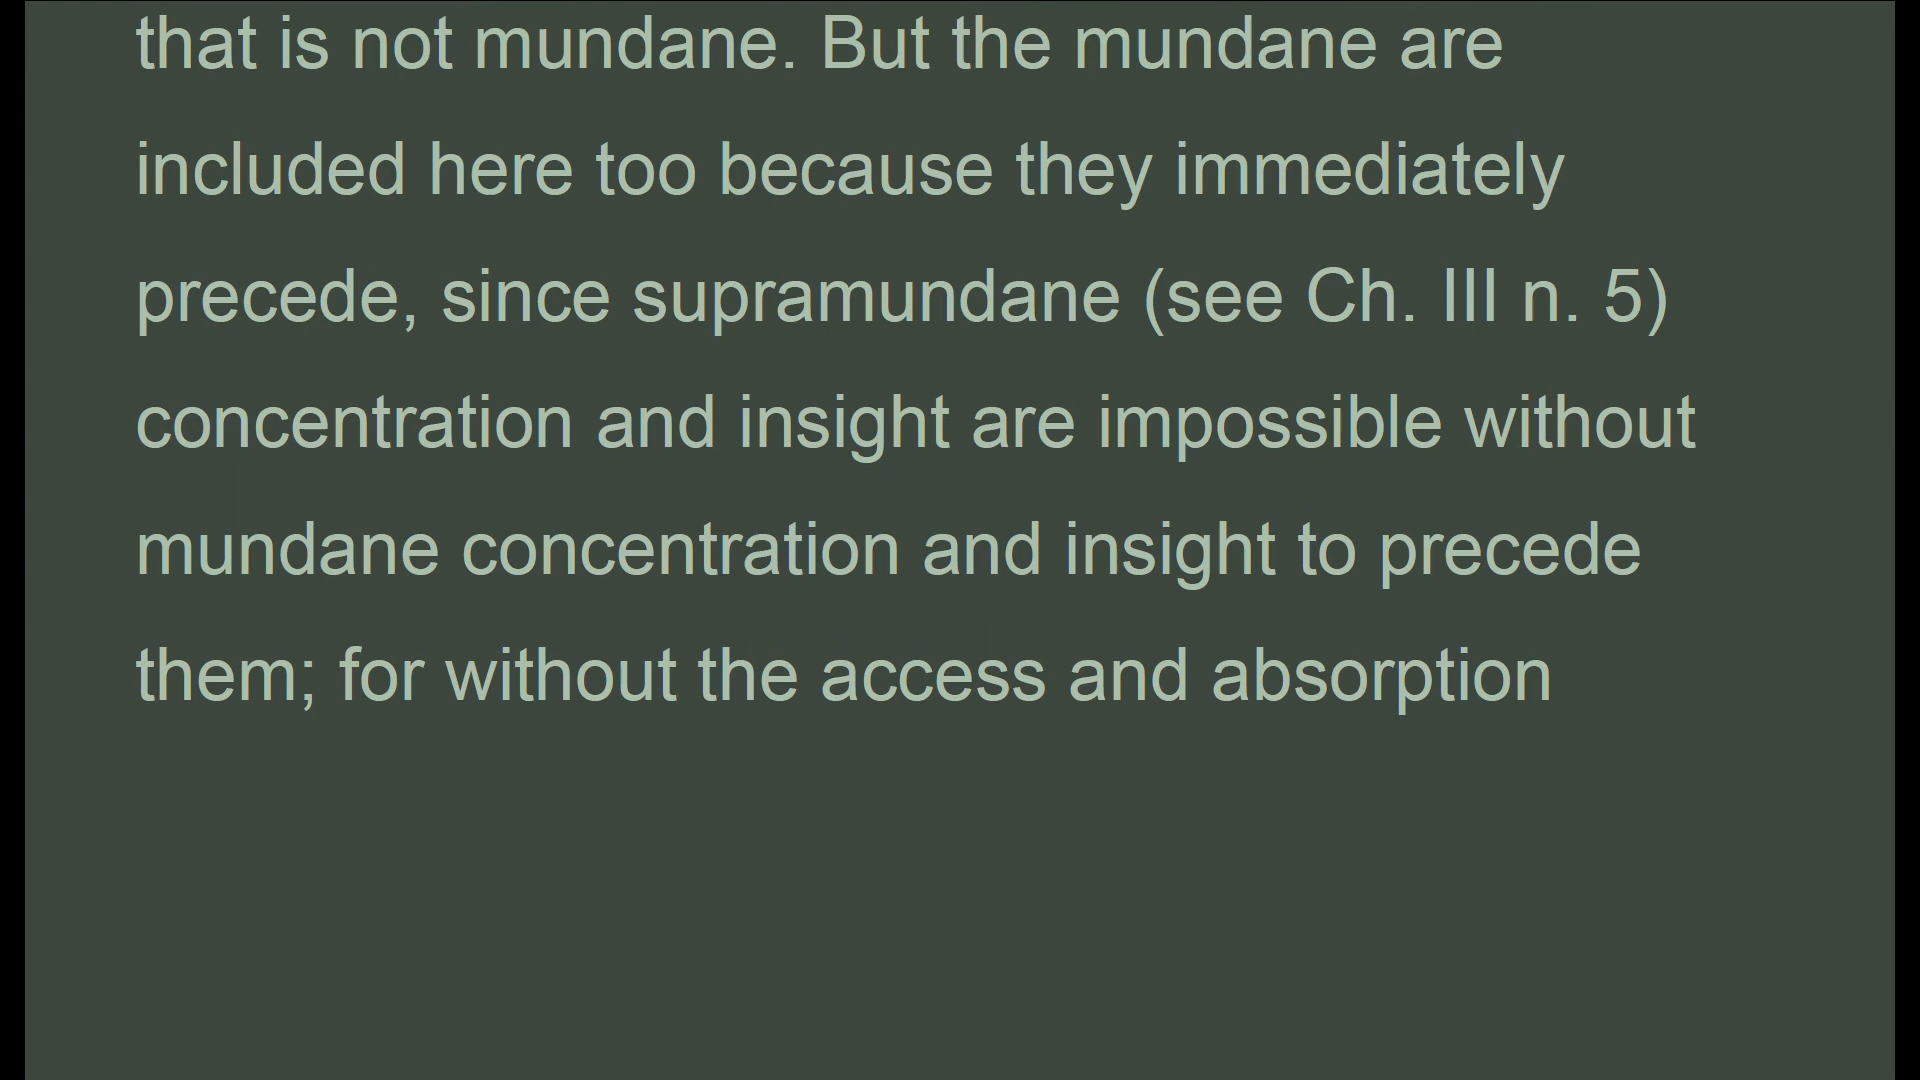 that is not mundane. But the mundane are
included here too because they immediately
precede, since supramundane (see Ch. III n. 5)
concentration and insight are impossible without
mundane concentration and insight to precede
them; for without the access and absorption